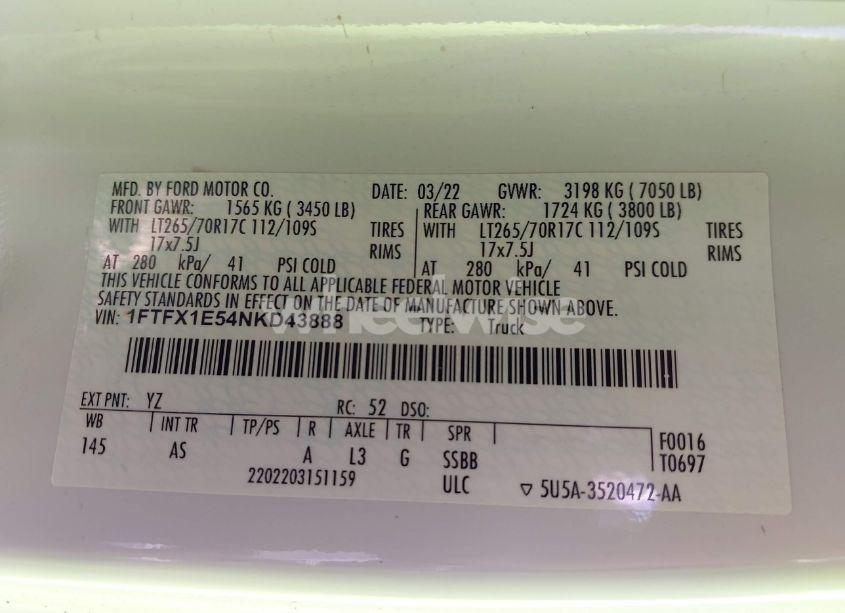 MFD. BY FORD MOTOR CO. DATE: 03/22 GVWR: 3198 KG ( 7050 LB)
FRONT GAWR: 1565 KG ( 3450 LB) REAR GAWR: 1724 KG ( 3800 LB)
WITH LT265/70R17C 112/109S TIRES WITH LT265/70R17C 112/109S TIRES
17x7.5J RIMS 17x7.5J RIMS
AT 280 kPa/ 41 PSI COLD AT 280 kPa/ 41 PSI COLD
THIS VEHICLE CONFORMS TO ALL APPLICABLE FEDERAL MOTOR VEHICLE
SAFETY STANDARDS IN EFFECT ON THE DATE OF MANUFACTURE SHOWN ABOVE.
VIN: 1FTFX1E54NKD43888 TYPE: Truck
wheelwise
EXT PNT: YZ RC: 52 DSO:
WB INT TR TP/PS R AXLE TR SPR F0016
145 AS A L3 G SSBB T0697
2202203151159 ULC ▽ 5U5A-3520472-AA